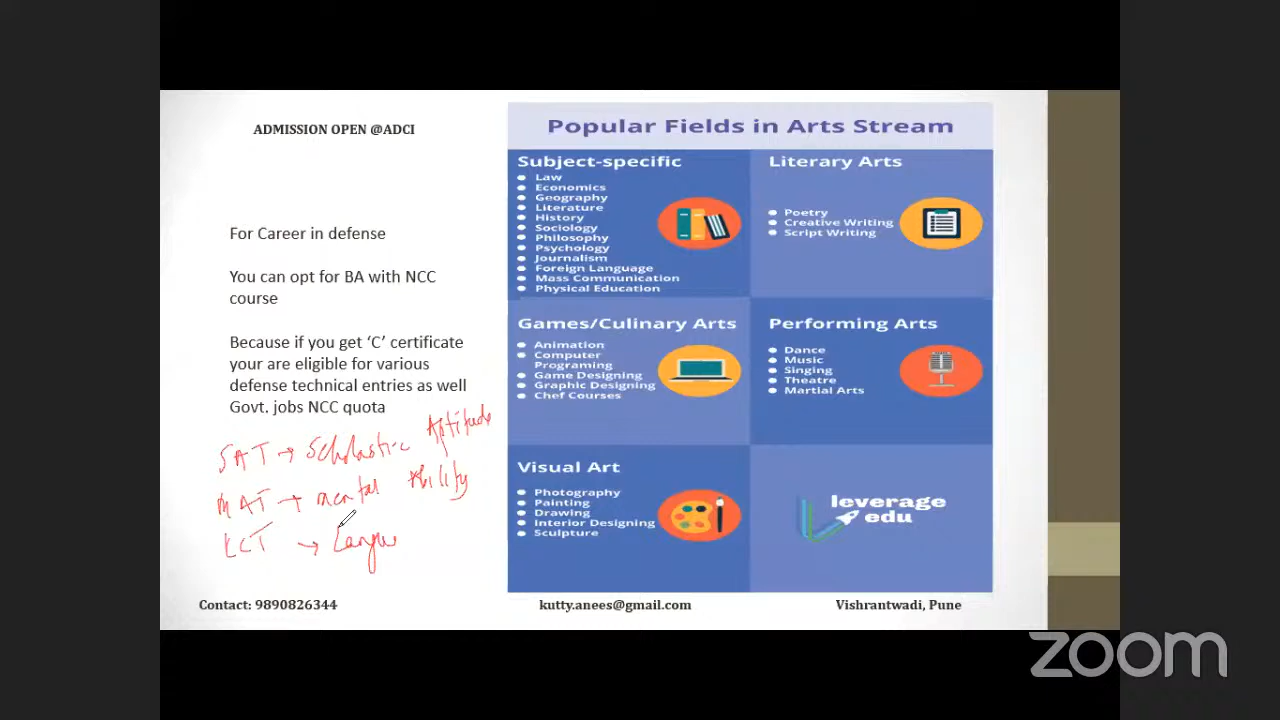 ADMISSION OPEN @ADCI
For Career in defense
You can opt for BA with NCC
course
Because if you get ‘C’ certificate
your are eligible for various
defense technical entries as well
Govt. jobs NCC quota
SAT → Scholastic Aptitude
MAT → mental Ability
LCT → Langu
Popular Fields in Arts Stream
Subject-specific
Law
Economics
Geography
Literature
History
Sociology
Philosophy
Psychology
Journalism
Foreign Language
Mass Communication
Physical Education
Literary Arts
Poetry
Creative Writing
Script Writing
Games/Culinary Arts
Animation
Computer
Programing
Game Designing
Graphic Designing
Chef Courses
Performing Arts
Dance
Music
Singing
Theatre
Martial Arts
Visual Art
Photography
Painting
Drawing
Interior Designing
Sculpture
leverage
edu
Contact: 9890826344
kutty.anees@gmail.com
Vishrantwadi, Pune
zoom